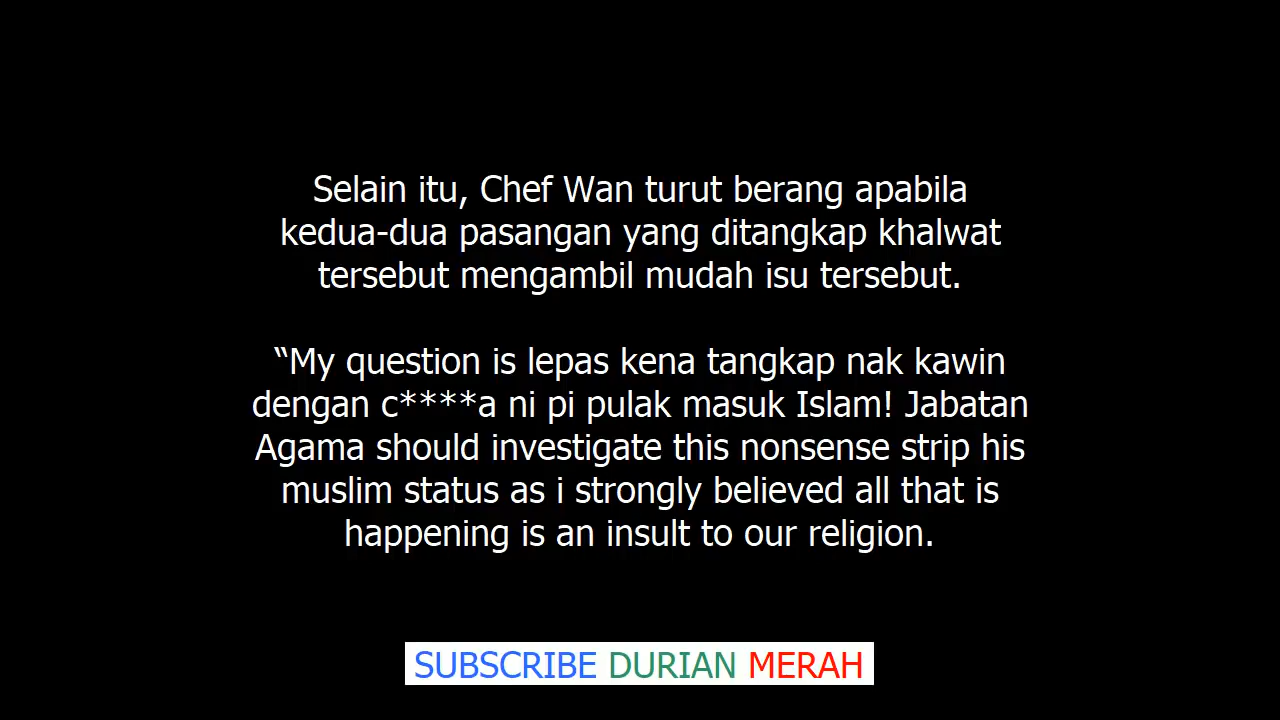 Selain itu, Chef Wan turut berang apabila
kedua-dua pasangan yang ditangkap khalwat
tersebut mengambil mudah isu tersebut.
“My question is lepas kena tangkap nak kawin
dengan c****a ni pi pulak masuk Islam! Jabatan
Agama should investigate this nonsense strip his
muslim status as i strongly believed all that is
happening is an insult to our religion.
SUBSCRIBE DURIAN MERAH